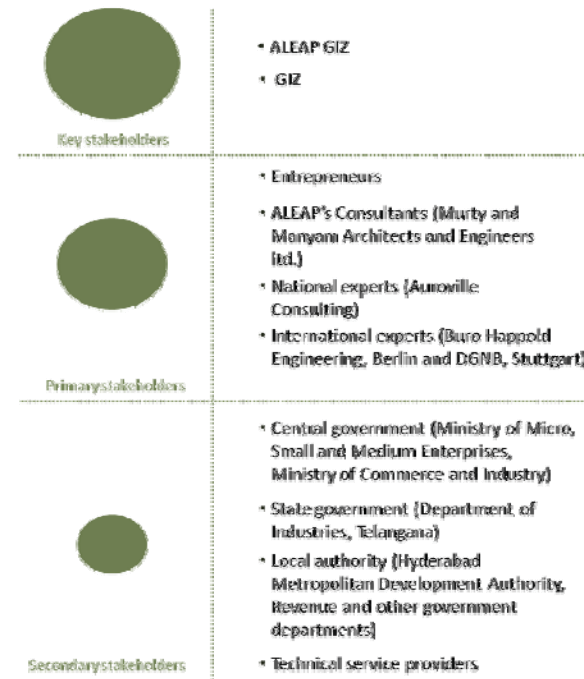 • ALEAP GIZ
• GIZ
Key stakeholders
• Entrepreneurs
• ALEAP's Consultants (Murty and
Manyam Architects and Engineers
ltd.)
• National experts (Auroville
Consulting)
• International experts (Buro Happold
Engineering, Berlin and DGNB, Stuttgart)
Primary stakeholders
• Central government (Ministry of Micro,
Small and Medium Enterprises,
Ministry of Commerce and Industry)
• State government (Department of
Industries, Telangana)
• Local authority (Hyderabad
Metropolitan Development Authority,
Revenue and other government
departments)
• Technical service providers
Secondary stakeholders